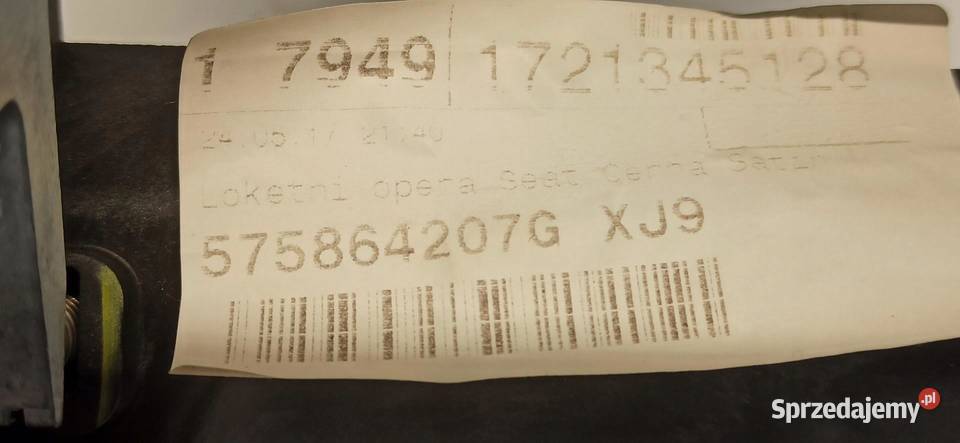 1 7949 1721345128
24.05.17 21:40
Loketni opera Seat Cerna Satin
575864207G XJ9
Sprzedajemy.pl